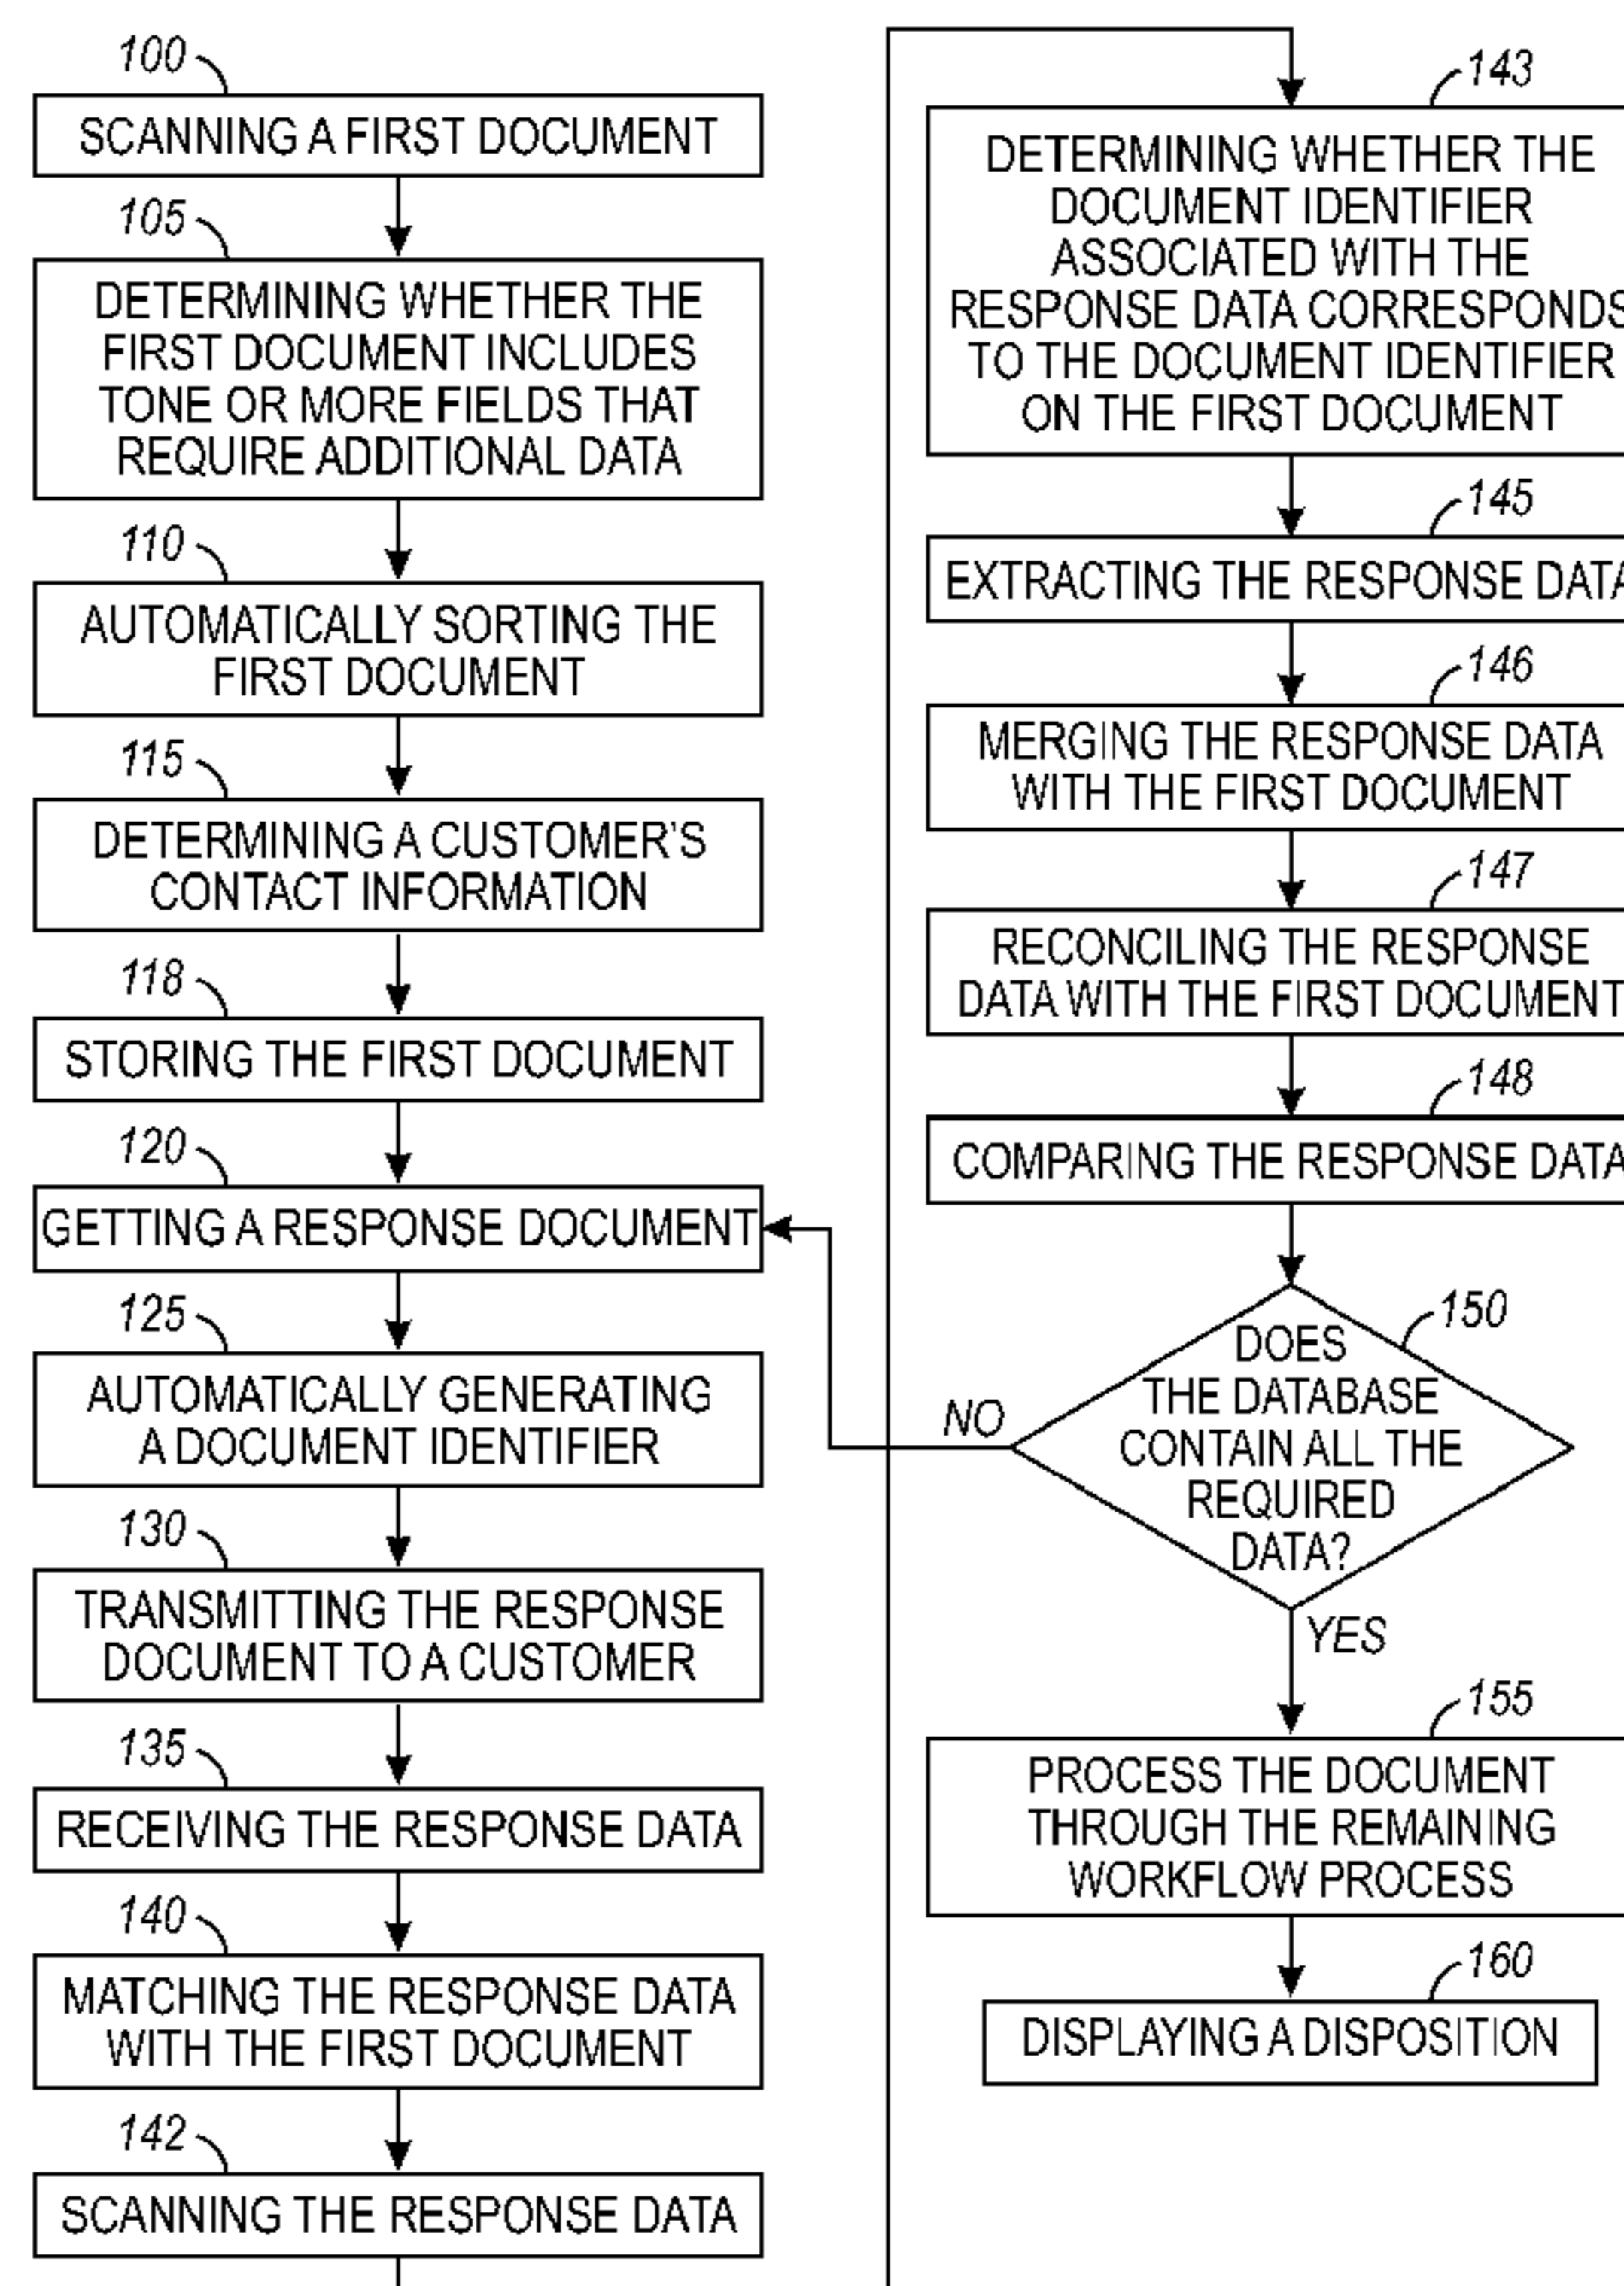 100
SCANNING A FIRST DOCUMENT
105
DETERMINING WHETHER THE
FIRST DOCUMENT INCLUDES
TONE OR MORE FIELDS THAT
REQUIRE ADDITIONAL DATA
110
AUTOMATICALLY SORTING THE
FIRST DOCUMENT
115
DETERMINING A CUSTOMER'S
CONTACT INFORMATION
118
STORING THE FIRST DOCUMENT
120
GETTING A RESPONSE DOCUMENT
125
AUTOMATICALLY GENERATING
A DOCUMENT IDENTIFIER
130
TRANSMITTING THE RESPONSE
DOCUMENT TO A CUSTOMER
135
RECEIVING THE RESPONSE DATA
140
MATCHING THE RESPONSE DATA
WITH THE FIRST DOCUMENT
142
SCANNING THE RESPONSE DATA
143
DETERMINING WHETHER THE
DOCUMENT IDENTIFIER
ASSOCIATED WITH THE
RESPONSE DATA CORRESPONDS
TO THE DOCUMENT IDENTIFIER
ON THE FIRST DOCUMENT
145
EXTRACTING THE RESPONSE DATA
146
MERGING THE RESPONSE DATA
WITH THE FIRST DOCUMENT
147
RECONCILING THE RESPONSE
DATA WITH THE FIRST DOCUMENT
148
COMPARING THE RESPONSE DATA
150
DOES
THE DATABASE
CONTAIN ALL THE
REQUIRED
DATA?
NO
YES
155
PROCESS THE DOCUMENT
THROUGH THE REMAINING
WORKFLOW PROCESS
160
DISPLAYING A DISPOSITION